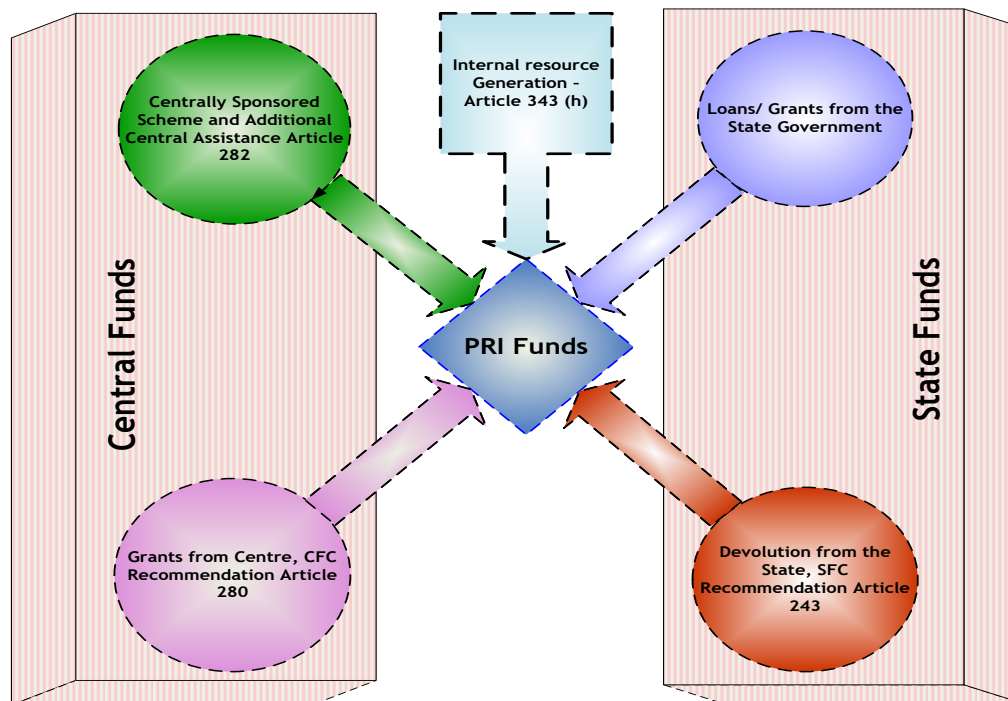 Centrally Sponsored
Scheme and Additional
Central Assistance Article
282
Internal resource
Generation –
Article 343 (h)
Loans/ Grants from the
State Government
Central Funds
PRI Funds
State Funds
Grants from Centre, CFC
Recommendation Article
280
Devolution from the
State, SFC
Recommendation Article
243